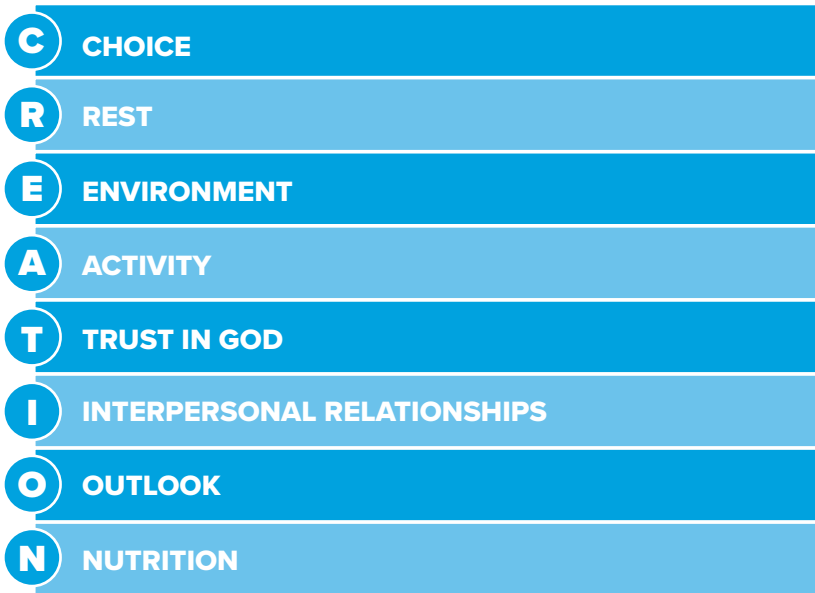 C CHOICE
R REST
E ENVIRONMENT
A ACTIVITY
T TRUST IN GOD
I INTERPERSONAL RELATIONSHIPS
O OUTLOOK
N NUTRITION